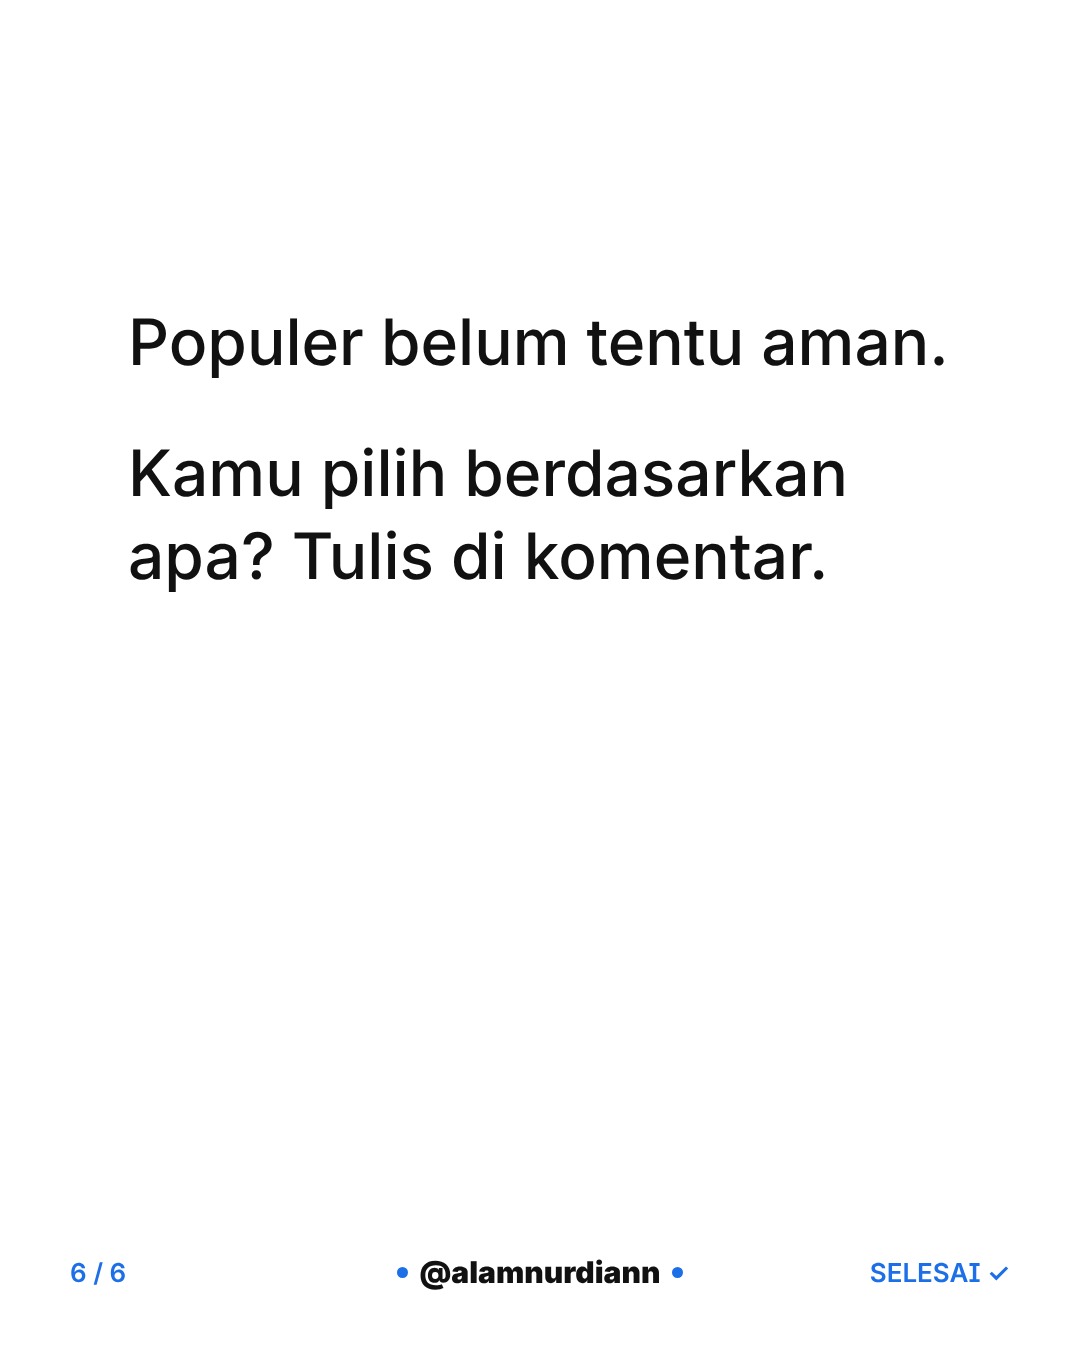 Populer belum tentu aman.
Kamu pilih berdasarkan
apa? Tulis di komentar.
6 / 6
• @alamnurdiann •
SELESAI ✓